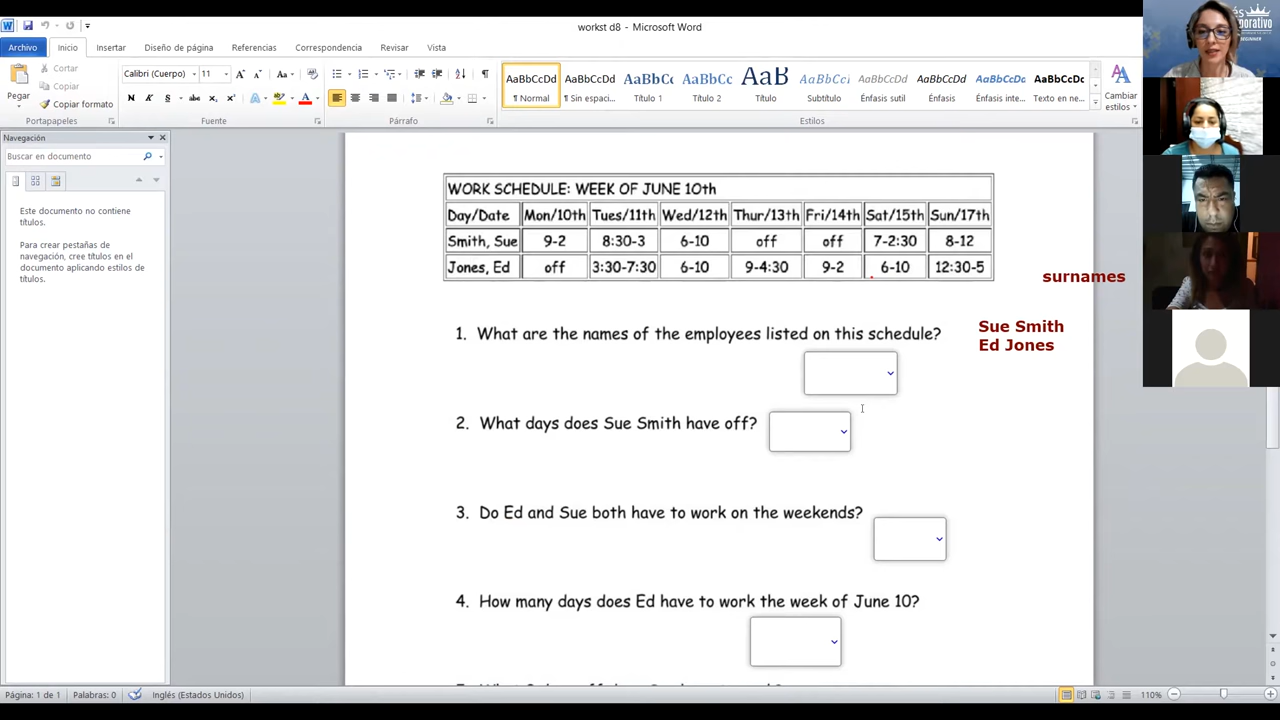 workst d8 - Microsoft Word
Archivo Inicio Insertar Diseño de página Referencias Correspondencia Revisar Vista
Pegar
Cortar
Copiar
Copiar formato
Portapapeles
Calibri (Cuerpo) 11
Fuente
Párrafo
AaBbCcDd AaBbCcDd AaBbCc AaBbCc AaB AaBbCc AaBbCcDd AaBbCcDd AaBbCcDd AaBbCcDd
¶ Normal ¶ Sin espaci... Título 1 Título 2 Título Subtítulo Énfasis sutil Énfasis Énfasis inte... Texto en ne...
Estilos
Cambiar estilos
Navegación
Buscar en documento
Este documento no contiene
títulos.
Para crear pestañas de
navegación, cree títulos en el
documento aplicando estilos de
título.
WORK SCHEDULE: WEEK OF JUNE 10th
Day/Date Mon/10th Tues/11th Wed/12th Thur/13th Fri/14th Sat/15th Sun/17th
Smith, Sue 9-2 8:30-3 6-10 off off 7-2:30 8-12
Jones, Ed off 3:30-7:30 6-10 9-4:30 9-2 6-10 12:30-5
surnames
1. What are the names of the employees listed on this schedule?
Sue Smith
Ed Jones
2. What days does Sue Smith have off?
3. Do Ed and Sue both have to work on the weekends?
4. How many days does Ed have to work the week of June 10?
Página: 1 de 1 Palabras: 0 Inglés (Estados Unidos) 110%
BEGINNER